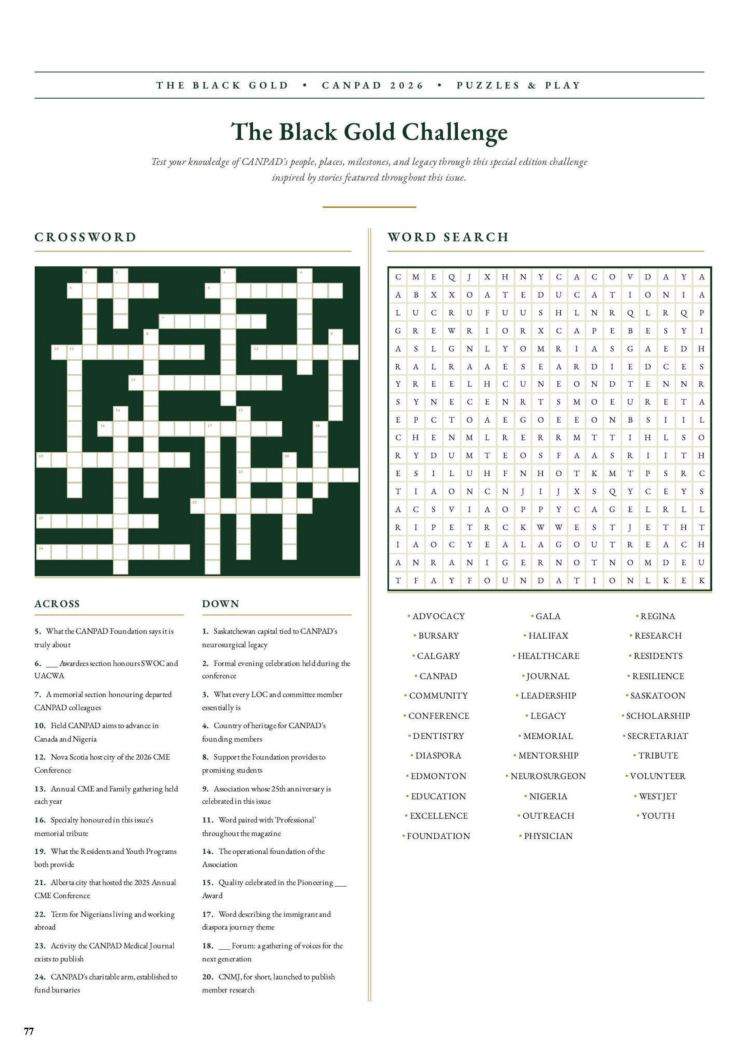 THE BLACK GOLD • CANPAD 2026 • PUZZLES & PLAY
The Black Gold Challenge
Test your knowledge of CANPAD's people, places, milestones, and legacy through this special edition challenge
inspired by stories featured throughout this issue.
CROSSWORD
ACROSS
5. What the CANPAD Foundation says it is
truly about
6. ___ Awardees section honours SWOC and
UACWA
7. A memorial section honouring departed
CANPAD colleagues
10. Field CANPAD aims to advance in
Canada and Nigeria
12. Nova Scotia host city of the 2026 CME
Conference
13. Annual CME and Family gathering held
each year
16. Specialty honoured in this issue's
memorial tribute
19. What the Residents and Youth Programs
both provide
21. Alberta city that hosted the 2025 Annual
CME Conference
22. Term for Nigerians living and working
abroad
23. Activity the CANPAD Medical Journal
exists to publish
24. CANPAD's charitable arm, established to
fund bursaries
DOWN
1. Saskatchewan capital tied to CANPAD's
neurosurgical legacy
2. Formal evening celebration held during the
conference
3. What every LOC and committee member
essentially is
4. Country of heritage for CANPAD's
founding members
8. Support the Foundation provides to
promising students
9. Association whose 25th anniversary is
celebrated in this issue
11. Word paired with 'Professional'
throughout the magazine
14. The operational foundation of the
Association
15. Quality celebrated in the Pioneering ___
Award
17. Word describing the immigrant and
diaspora journey theme
18. ___ Forum: a gathering of voices for the
next generation
20. CNMJ, for short, launched to publish
member research
WORD SEARCH
C M E Q J X H N Y C A C O V D A Y A
A B X X O A T E D U C A T I O N I A
L U C R U F U U S H L N R Q L R Q P
G R E W R I O R X C A P E B E S Y I
A S L G N L Y O M R I A S G A E D H
R A L R A A E S E A R D I E D C E S
Y R E E L H C U N E O N D T E N N R
S Y N E C E N R T S M O E U R E T A
E P C T O A E G O E E O N B S I I L
C H E N M L R E R R M T T I H L S O
R Y D U M T E O S F A A S R I I T H
E S I L U H F N H O T K M T P S R C
T I A O N C N J I J X S Q Y C E Y S
A C S V I A O P P Y C A G E L R L L
R I P E T R C K W W E S T J E T H T
I A O C Y E A L A G O U T R E A C H
A N R A N I G E R N O T N O M D E U
T F A Y F O U N D A T I O N L K E K
• ADVOCACY
• BURSARY
• CALGARY
• CANPAD
• COMMUNITY
• CONFERENCE
• DENTISTRY
• DIASPORA
• EDMONTON
• EDUCATION
• EXCELLENCE
• FOUNDATION
• GALA
• HALIFAX
• HEALTHCARE
• JOURNAL
• LEADERSHIP
• LEGACY
• MEMORIAL
• MENTORSHIP
• NEUROSURGEON
• NIGERIA
• OUTREACH
• PHYSICIAN
• REGINA
• RESEARCH
• RESIDENTS
• RESILIENCE
• SASKATOON
• SCHOLARSHIP
• SECRETARIAT
• TRIBUTE
• VOLUNTEER
• WESTJET
• YOUTH
77